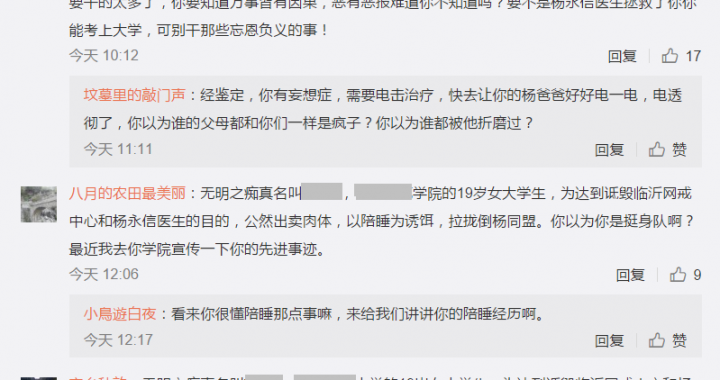 要干的太多了，你要知道万事皆有因果，恶有恶报难道你不知道吗？要不是杨永信医生拯救了你你
能考上大学，可别干那些忘恩负义的事！
今天 10:12 回复 17
坟墓里的敲门声：经鉴定，你有妄想症，需要电击治疗，快去让你的杨爸爸好好电一电，电透
彻了，你以为谁的父母都和你们一样是疯子？你以为谁都被他折磨过？
今天 11:11 回复 赞
八月的农田最美丽：无明之痴真名叫 ， 学院的19岁女大学生，为达到诋毁临沂网戒
中心和杨永信医生的目的，公然出卖肉体，以陪睡为诱饵，拉拢倒杨同盟。你以为你是挺身队啊？
最近我去你学院宣传一下你的先进事迹。
今天 12:06 回复 9
小鳥遊白夜：看来你很懂陪睡那点事嘛，来给我们讲讲你的陪睡经历啊。
今天 12:17 回复 赞